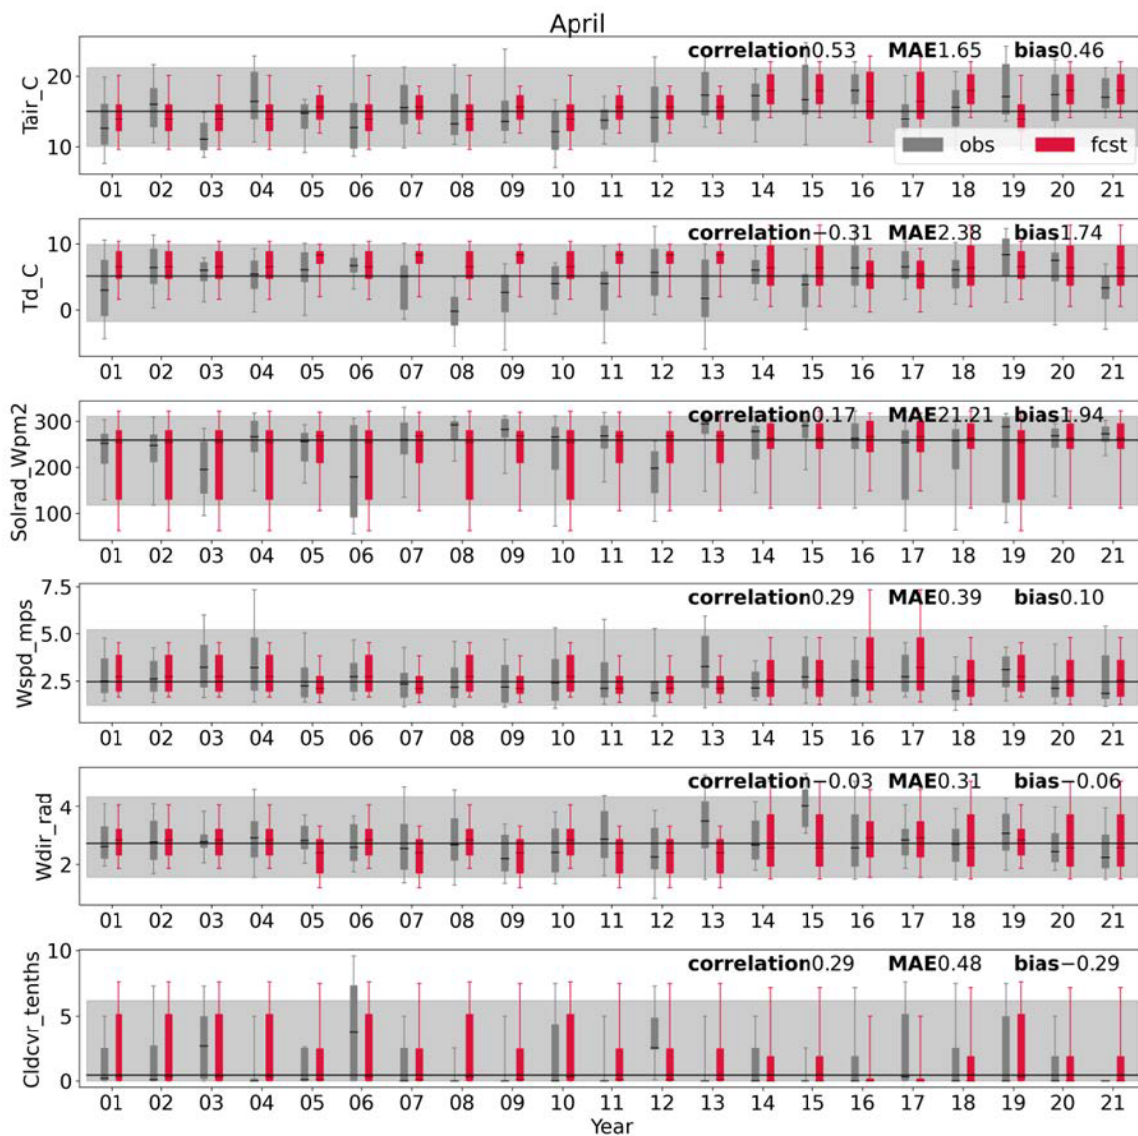 April
correlation0.53 MAE1.65 bias0.46
Tair_C
20
10
obs fcst
01 02 03 04 05 06 07 08 09 10 11 12 13 14 15 16 17 18 19 20 21
correlation−0.31 MAE2.38 bias1.74
Td_C
10
0
01 02 03 04 05 06 07 08 09 10 11 12 13 14 15 16 17 18 19 20 21
correlation0.17 MAE21.21 bias1.94
Solrad_Wpm2
300
200
100
01 02 03 04 05 06 07 08 09 10 11 12 13 14 15 16 17 18 19 20 21
correlation0.29 MAE0.39 bias0.10
Wspd_mps
7.5
5.0
2.5
01 02 03 04 05 06 07 08 09 10 11 12 13 14 15 16 17 18 19 20 21
correlation−0.03 MAE0.31 bias−0.06
Wdir_rad
4
2
01 02 03 04 05 06 07 08 09 10 11 12 13 14 15 16 17 18 19 20 21
correlation0.29 MAE0.48 bias−0.29
Cldcvr_tenths
10
5
0
01 02 03 04 05 06 07 08 09 10 11 12 13 14 15 16 17 18 19 20 21
Year